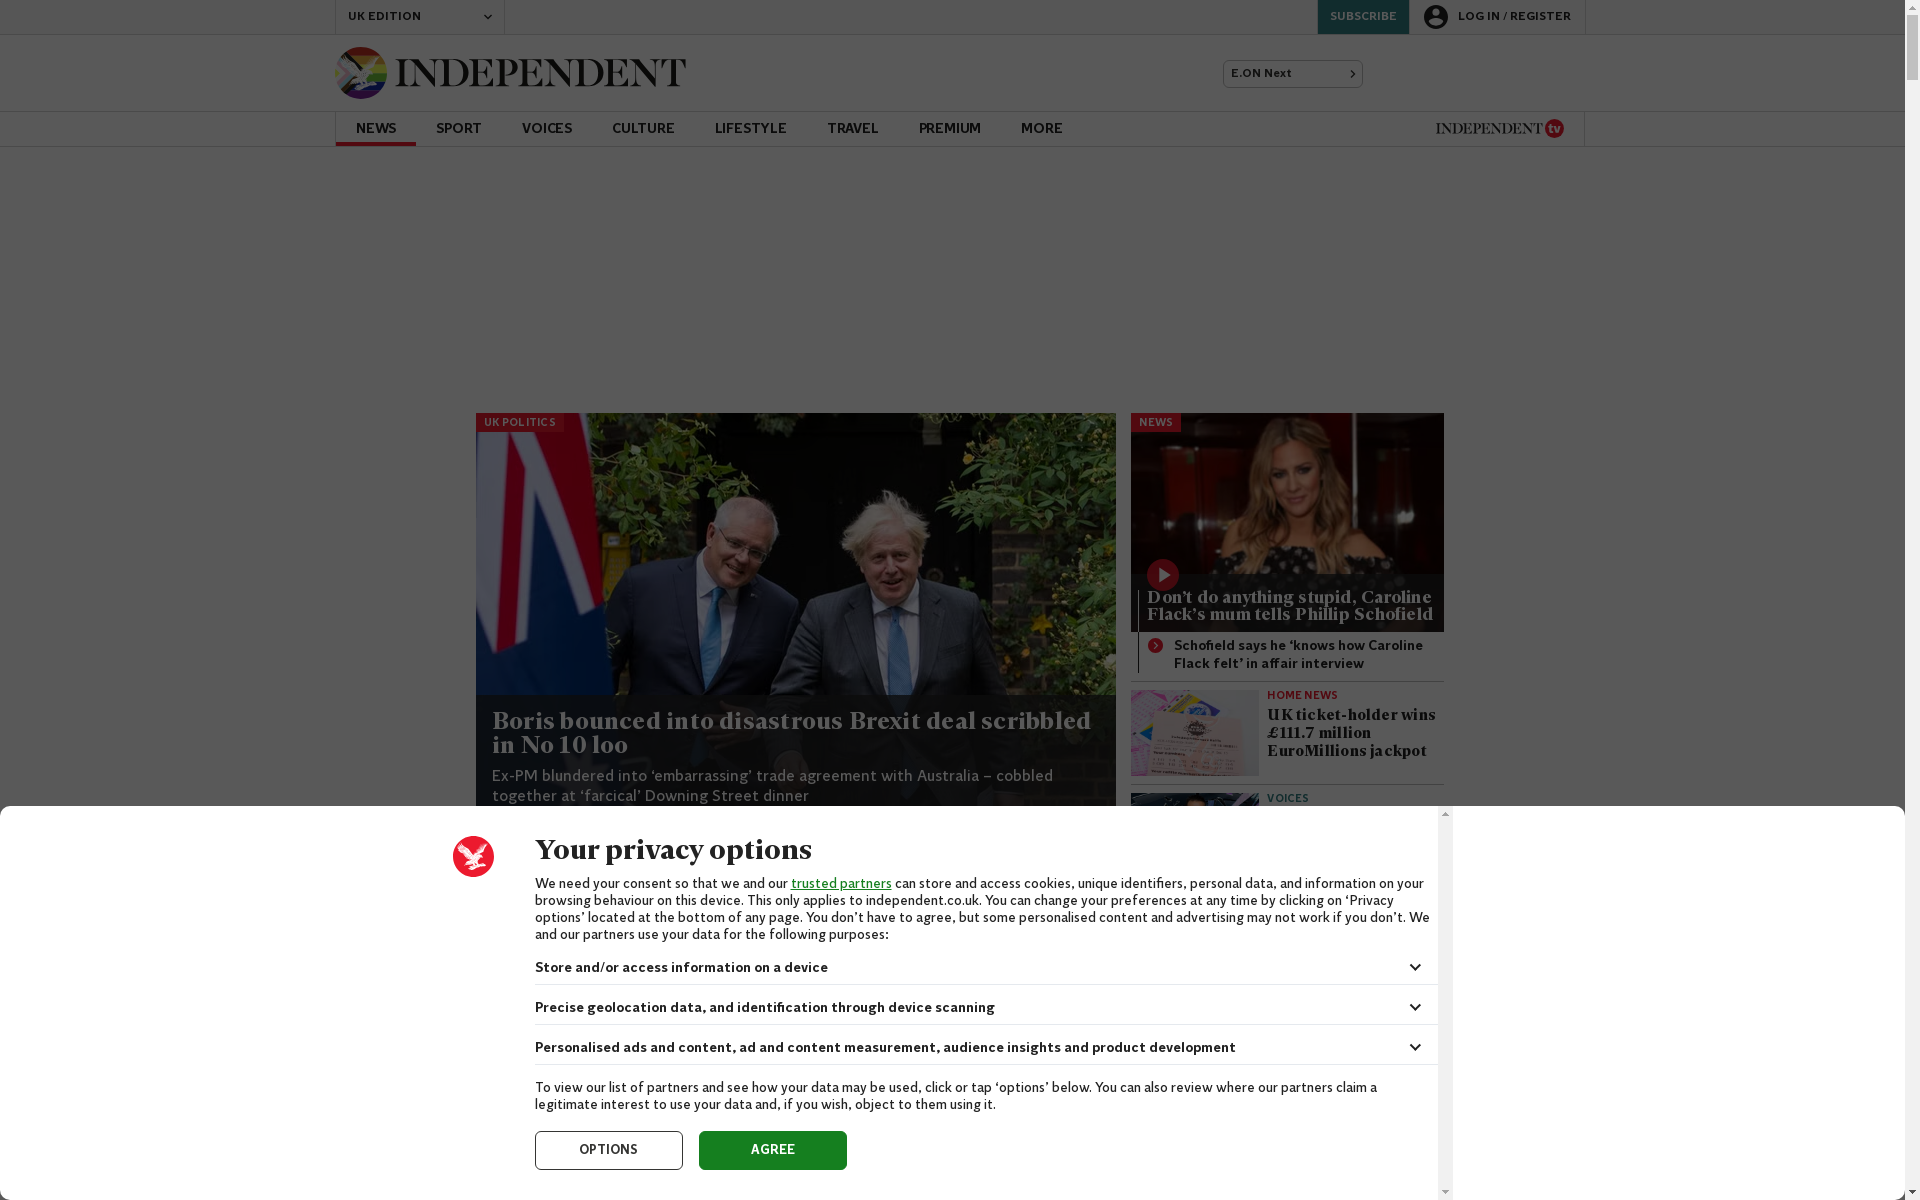 UK EDITION
SUBSCRIBE
LOG IN / REGISTER
INDEPENDENT
E.ON Next
NEWS
SPORT
VOICES
CULTURE
LIFESTYLE
TRAVEL
PREMIUM
MORE
INDEPENDENT tv
UK POLITICS
Boris bounced into disastrous Brexit deal scribbled
in No 10 loo
Ex-PM blundered into ‘embarrassing’ trade agreement with Australia – cobbled
together at ‘farcical’ Downing Street dinner
NEWS
Don’t do anything stupid, Caroline
Flack’s mum tells Phillip Schofield
Schofield says he ‘knows how Caroline
Flack felt’ in affair interview
HOME NEWS
UK ticket-holder wins
£111.7 million
EuroMillions jackpot
VOICES
Your privacy options
We need your consent so that we and our trusted partners can store and access cookies, unique identifiers, personal data, and information on your
browsing behaviour on this device. This only applies to independent.co.uk. You can change your preferences at any time by clicking on ‘Privacy
options’ located at the bottom of any page. You don’t have to agree, but some personalised content and advertising may not work if you don’t. We
and our partners use your data for the following purposes:
Store and/or access information on a device
Precise geolocation data, and identification through device scanning
Personalised ads and content, ad and content measurement, audience insights and product development
To view our list of partners and see how your data may be used, click or tap ‘options’ below. You can also review where our partners claim a
legitimate interest to use your data and, if you wish, object to them using it.
OPTIONS
AGREE